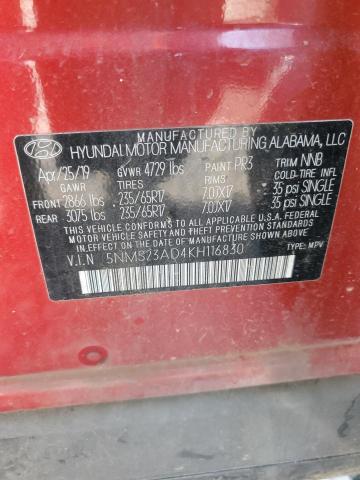 MANUFACTURED BY
HYUNDAI MOTOR MANUFACTURING ALABAMA, LLC
Apr/25/19 GVWR 4729 lbs PAINT PR3 TRIM NNB
GAWR TIRES RIMS COLD-TIRE INFL
FRONT 2866 lbs 235/65R17 7.0JX17 35 psi SINGLE
REAR 3075 lbs 235/65R17 7.0JX17 35 psi SINGLE
THIS VEHICLE CONFORMS TO ALL APPLICABLE U.S.A. FEDERAL
MOTOR VEHICLE SAFETY, BUMPER, AND THEFT PREVENTION
STANDARDS IN EFFECT ON THE DATE OF MANUFACTURE SHOWN ABOVE.
V.I.N 5NMS23AD4KH116830 TYPE: MPV